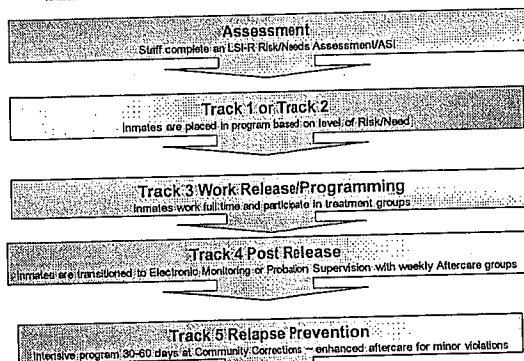 Assessment
Staff complete an LSI-R Risk/Needs Assessment/ASI
Track 1 or Track 2
Inmates are placed in program based on level of Risk/Need
Track 3 Work Release/Programming
Inmates work full time and participate in treatment groups
Track 4 Post Release
Inmates are transitioned to Electronic Monitoring or Probation Supervision with weekly Aftercare groups
Track 5 Relapse Prevention
Intensive program 30-60 days at Community Corrections – enhanced aftercare for minor violations